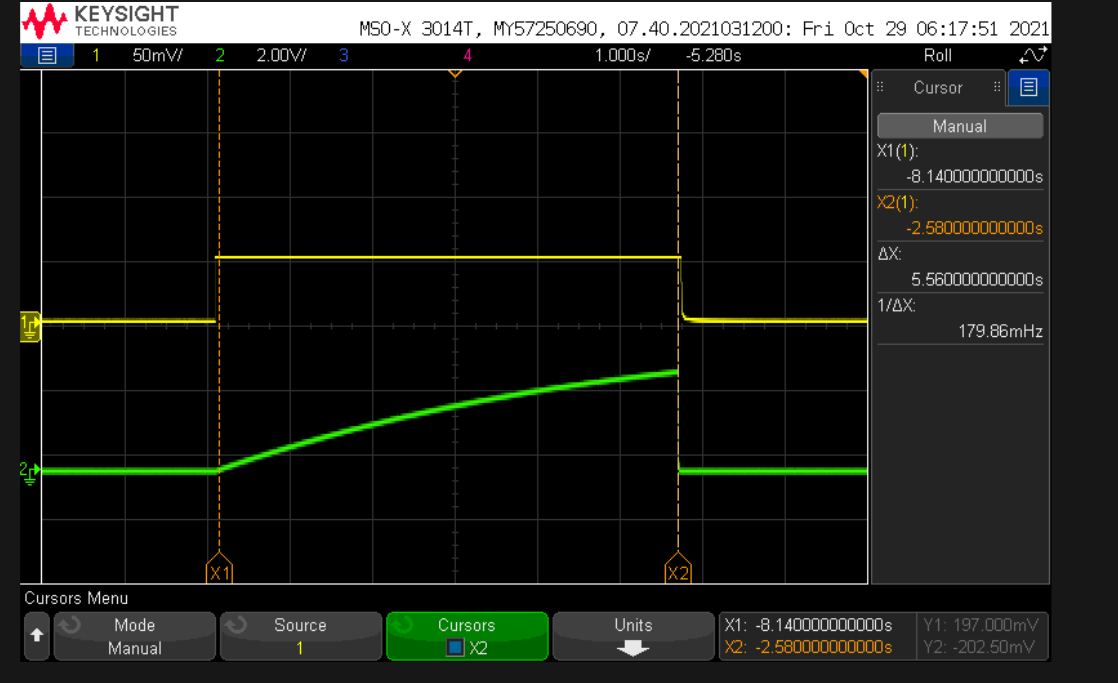 KEYSIGHT
TECHNOLOGIES
MSO-X 3014T, MY57250690, 07.40.2021031200: Fri Oct 29 06:17:51 2021
1 50mV/ 2 2.00V/ 3 4 1.000s/ -5.280s Roll
Cursor
Manual
X1(1):
-8.140000000000s
X2(1):
-2.580000000000s
ΔX:
5.560000000000s
1/ΔX:
179.86mHz
1
2
X1 X2
Cursors Menu
Mode
Manual
Source
1
Cursors
X2
Units
X1: -8.140000000000s
X2: -2.580000000000s
Y1: 197.000mV
Y2: -202.50mV